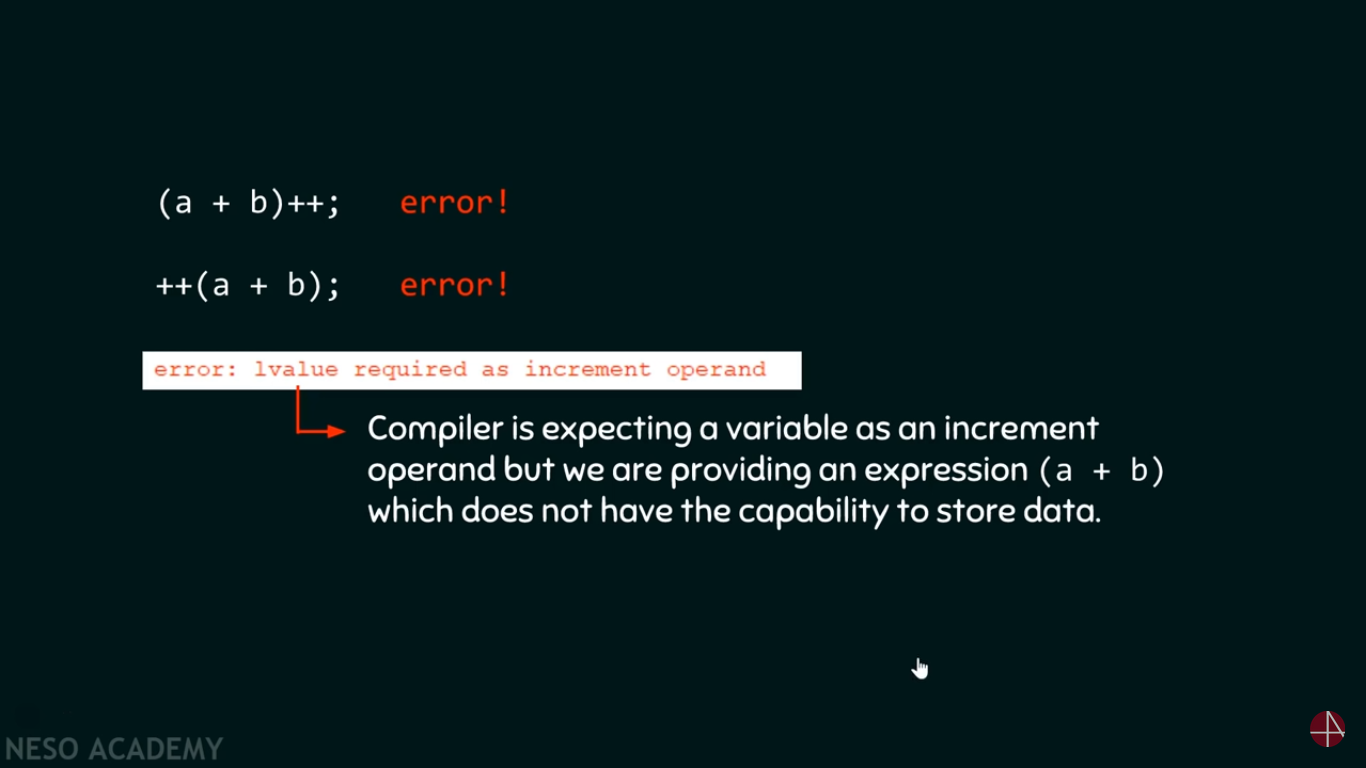 (a + b)++; error!
++(a + b); error!
error: lvalue required as increment operand
Compiler is expecting a variable as an increment
operand but we are providing an expression (a + b)
which does not have the capability to store data.
NESO ACADEMY